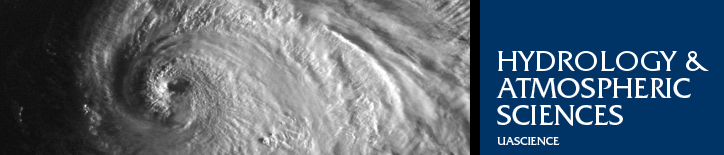 HYDROLOGY &
ATMOSPHERIC
SCIENCES
UASCIENCE